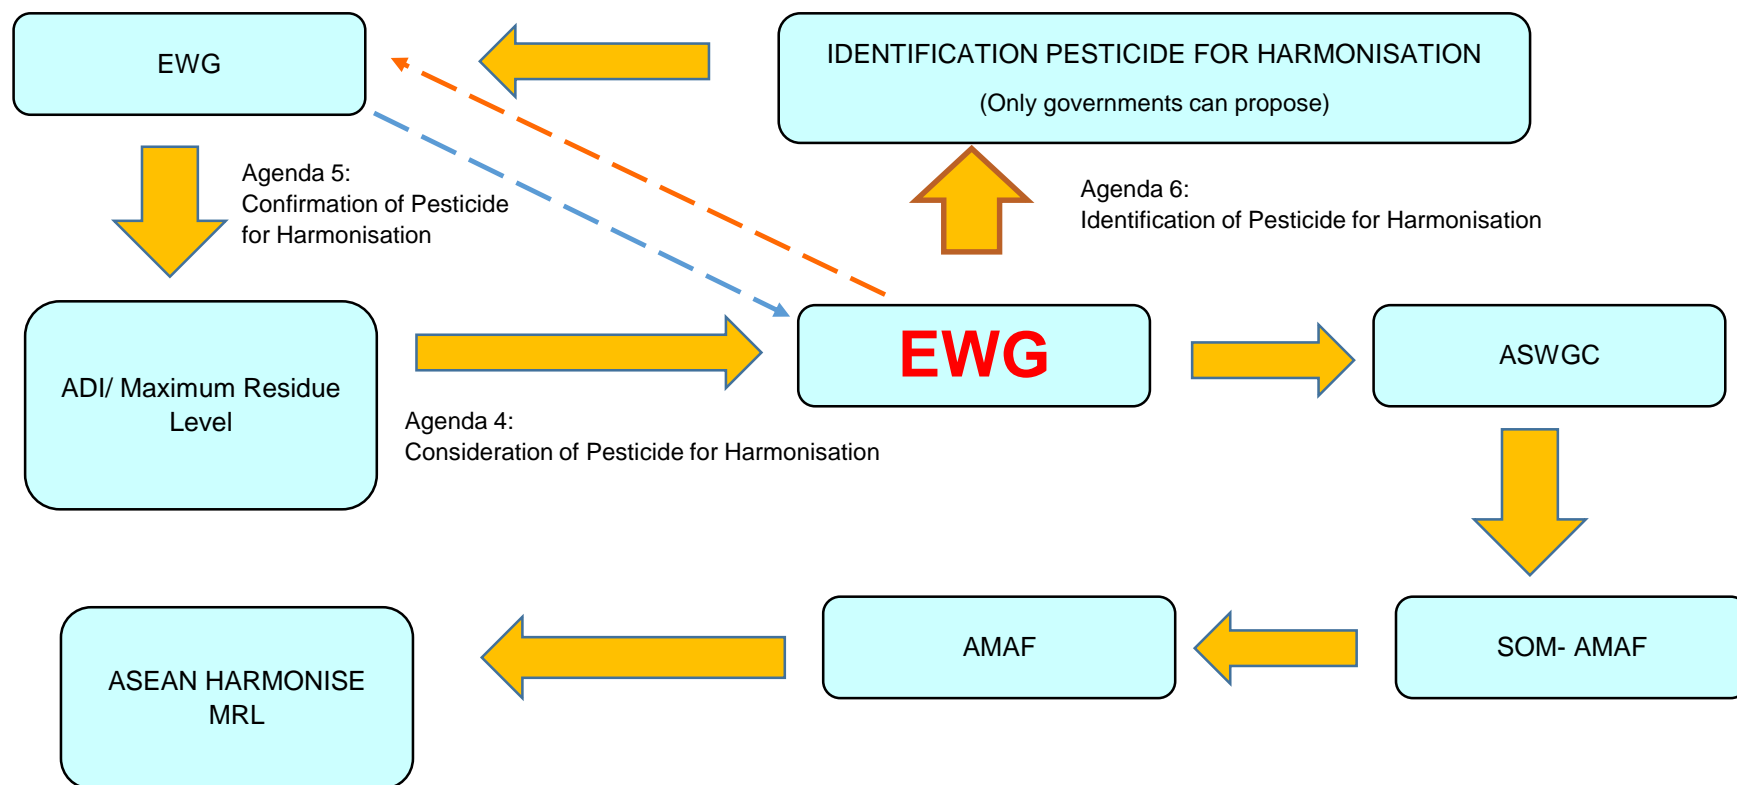 EWG
IDENTIFICATION PESTICIDE FOR HARMONISATION
(Only governments can propose)
Agenda 5:
Confirmation of Pesticide
for Harmonisation
Agenda 6:
Identification of Pesticide for Harmonisation
ADI/ Maximum Residue
Level
EWG
ASWGC
Agenda 4:
Consideration of Pesticide for Harmonisation
ASEAN HARMONISE
MRL
AMAF
SOM- AMAF